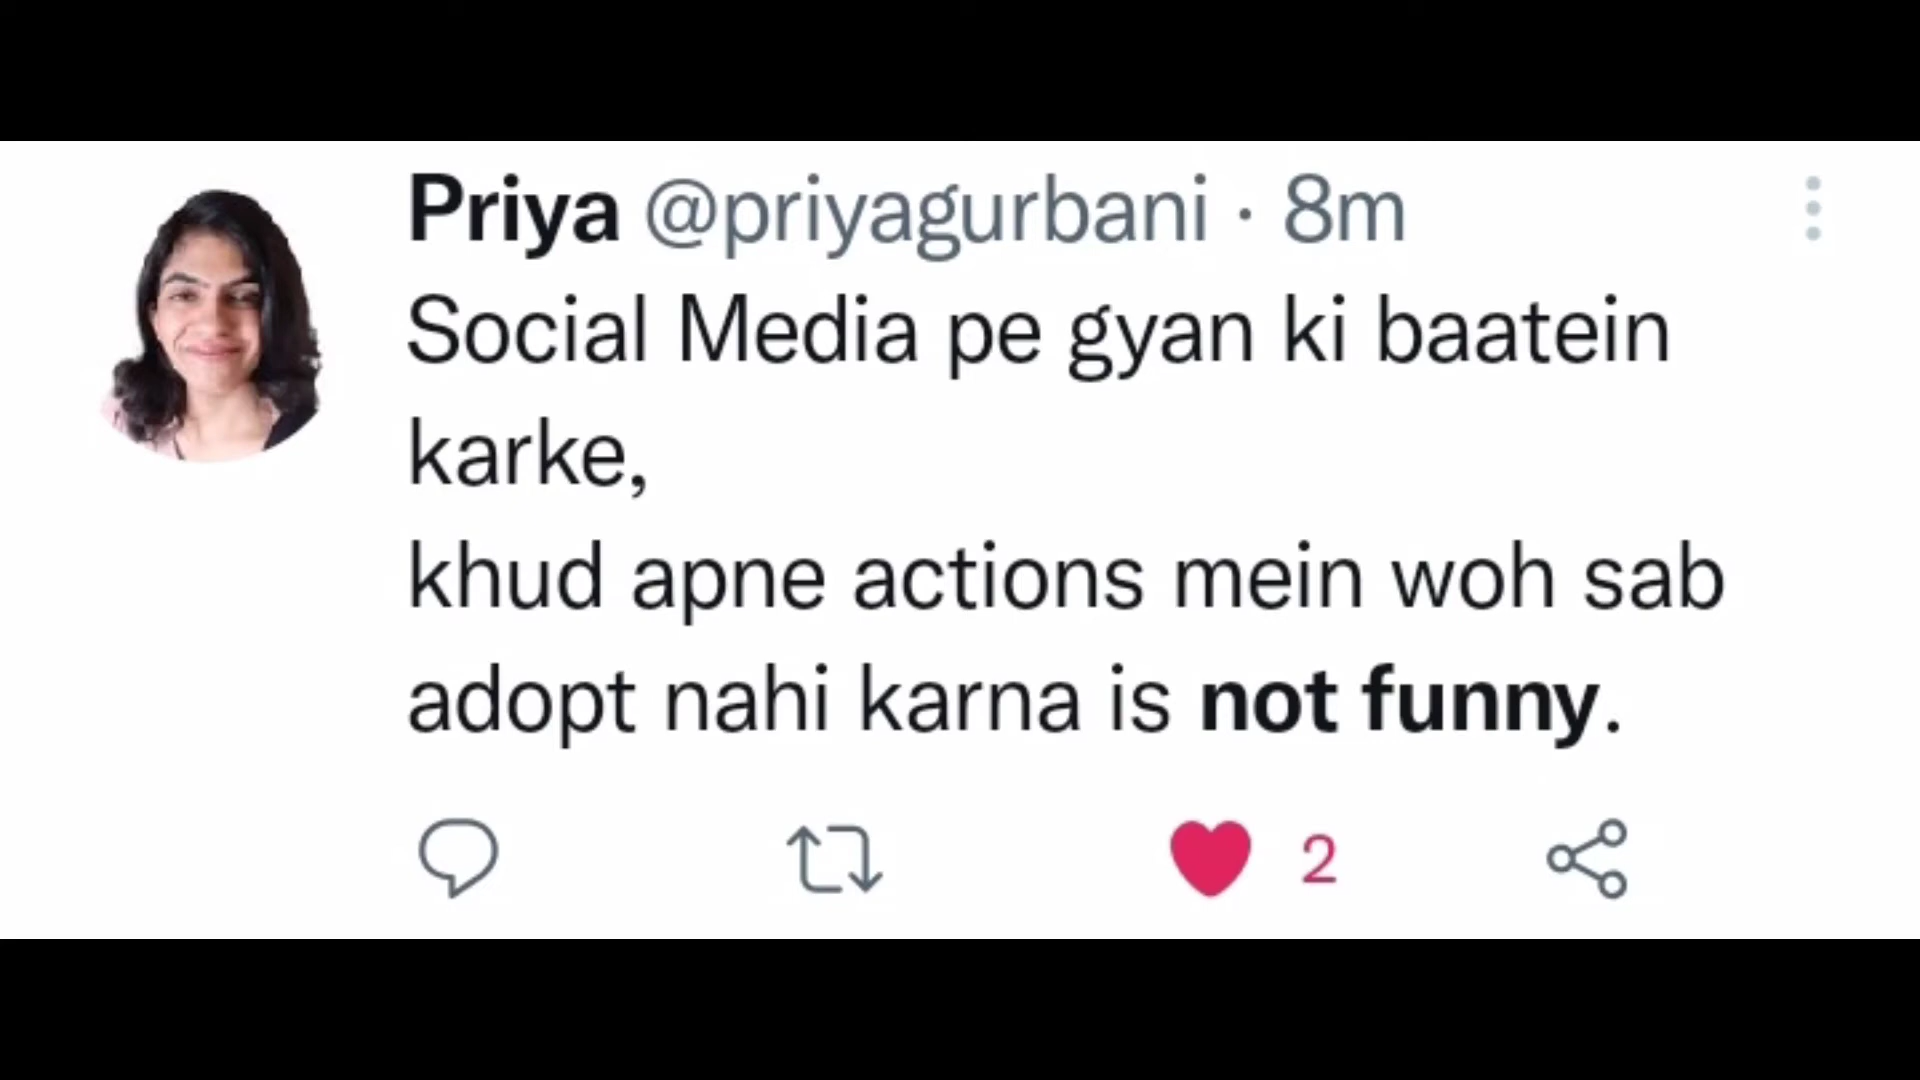 Priya @priyagurbani · 8m
Social Media pe gyan ki baatein
karke,
khud apne actions mein woh sab
adopt nahi karna is not funny.
2